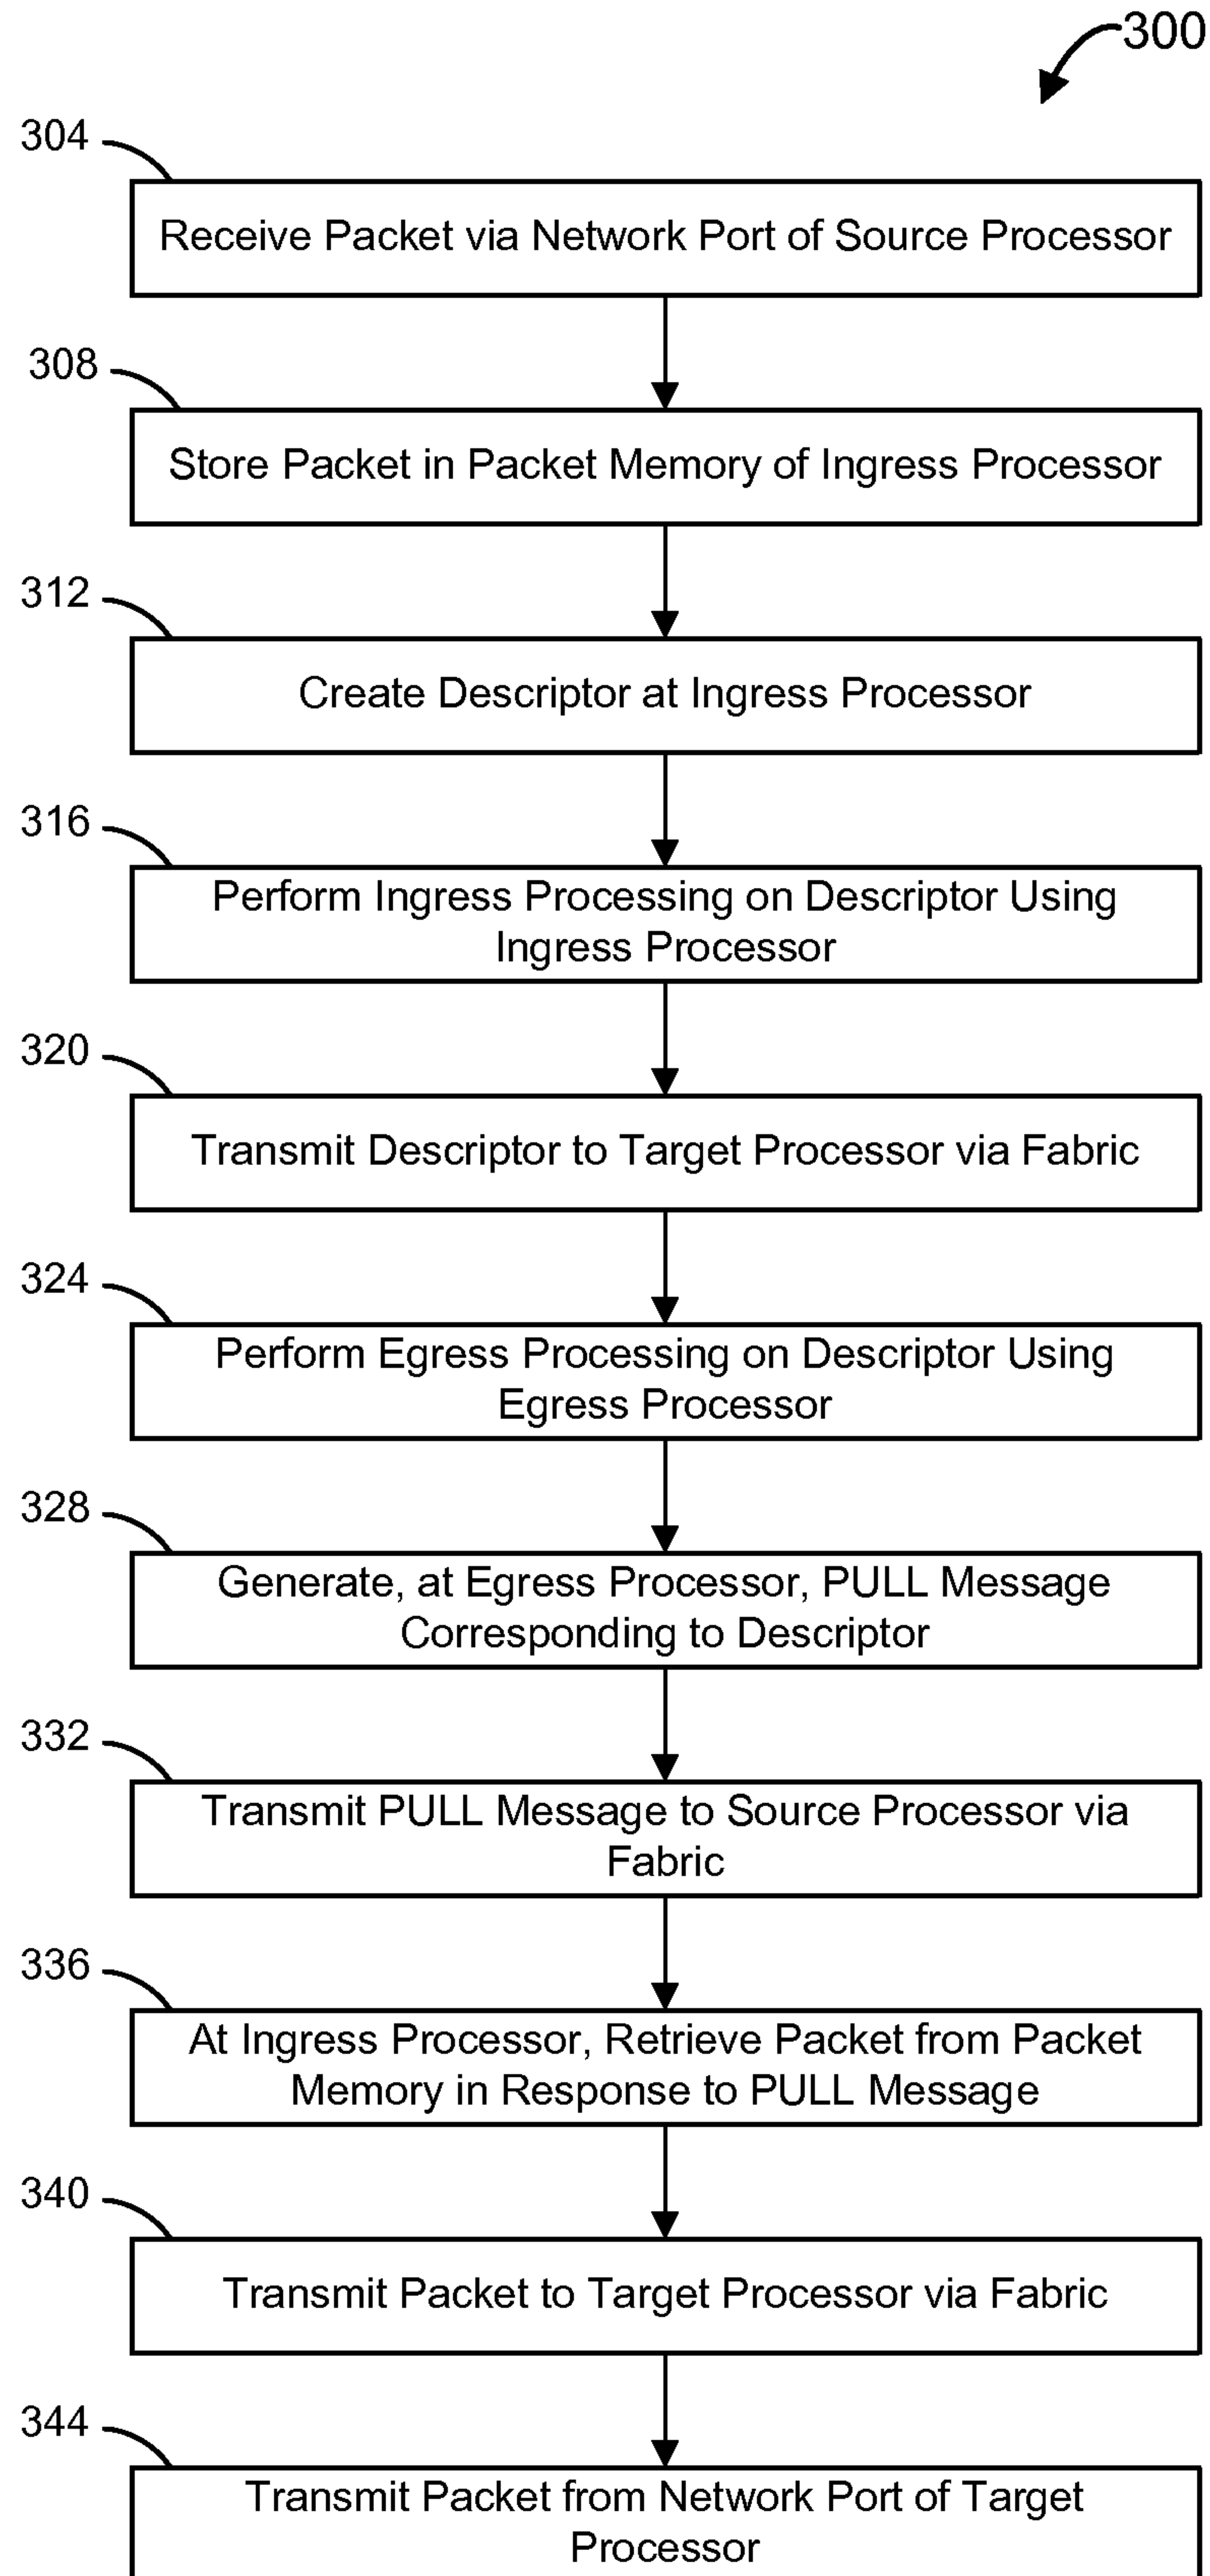 300
304
Receive Packet via Network Port of Source Processor
308
Store Packet in Packet Memory of Ingress Processor
312
Create Descriptor at Ingress Processor
316
Perform Ingress Processing on Descriptor Using
Ingress Processor
320
Transmit Descriptor to Target Processor via Fabric
324
Perform Egress Processing on Descriptor Using
Egress Processor
328
Generate, at Egress Processor, PULL Message
Corresponding to Descriptor
332
Transmit PULL Message to Source Processor via
Fabric
336
At Ingress Processor, Retrieve Packet from Packet
Memory in Response to PULL Message
340
Transmit Packet to Target Processor via Fabric
344
Transmit Packet from Network Port of Target
Processor